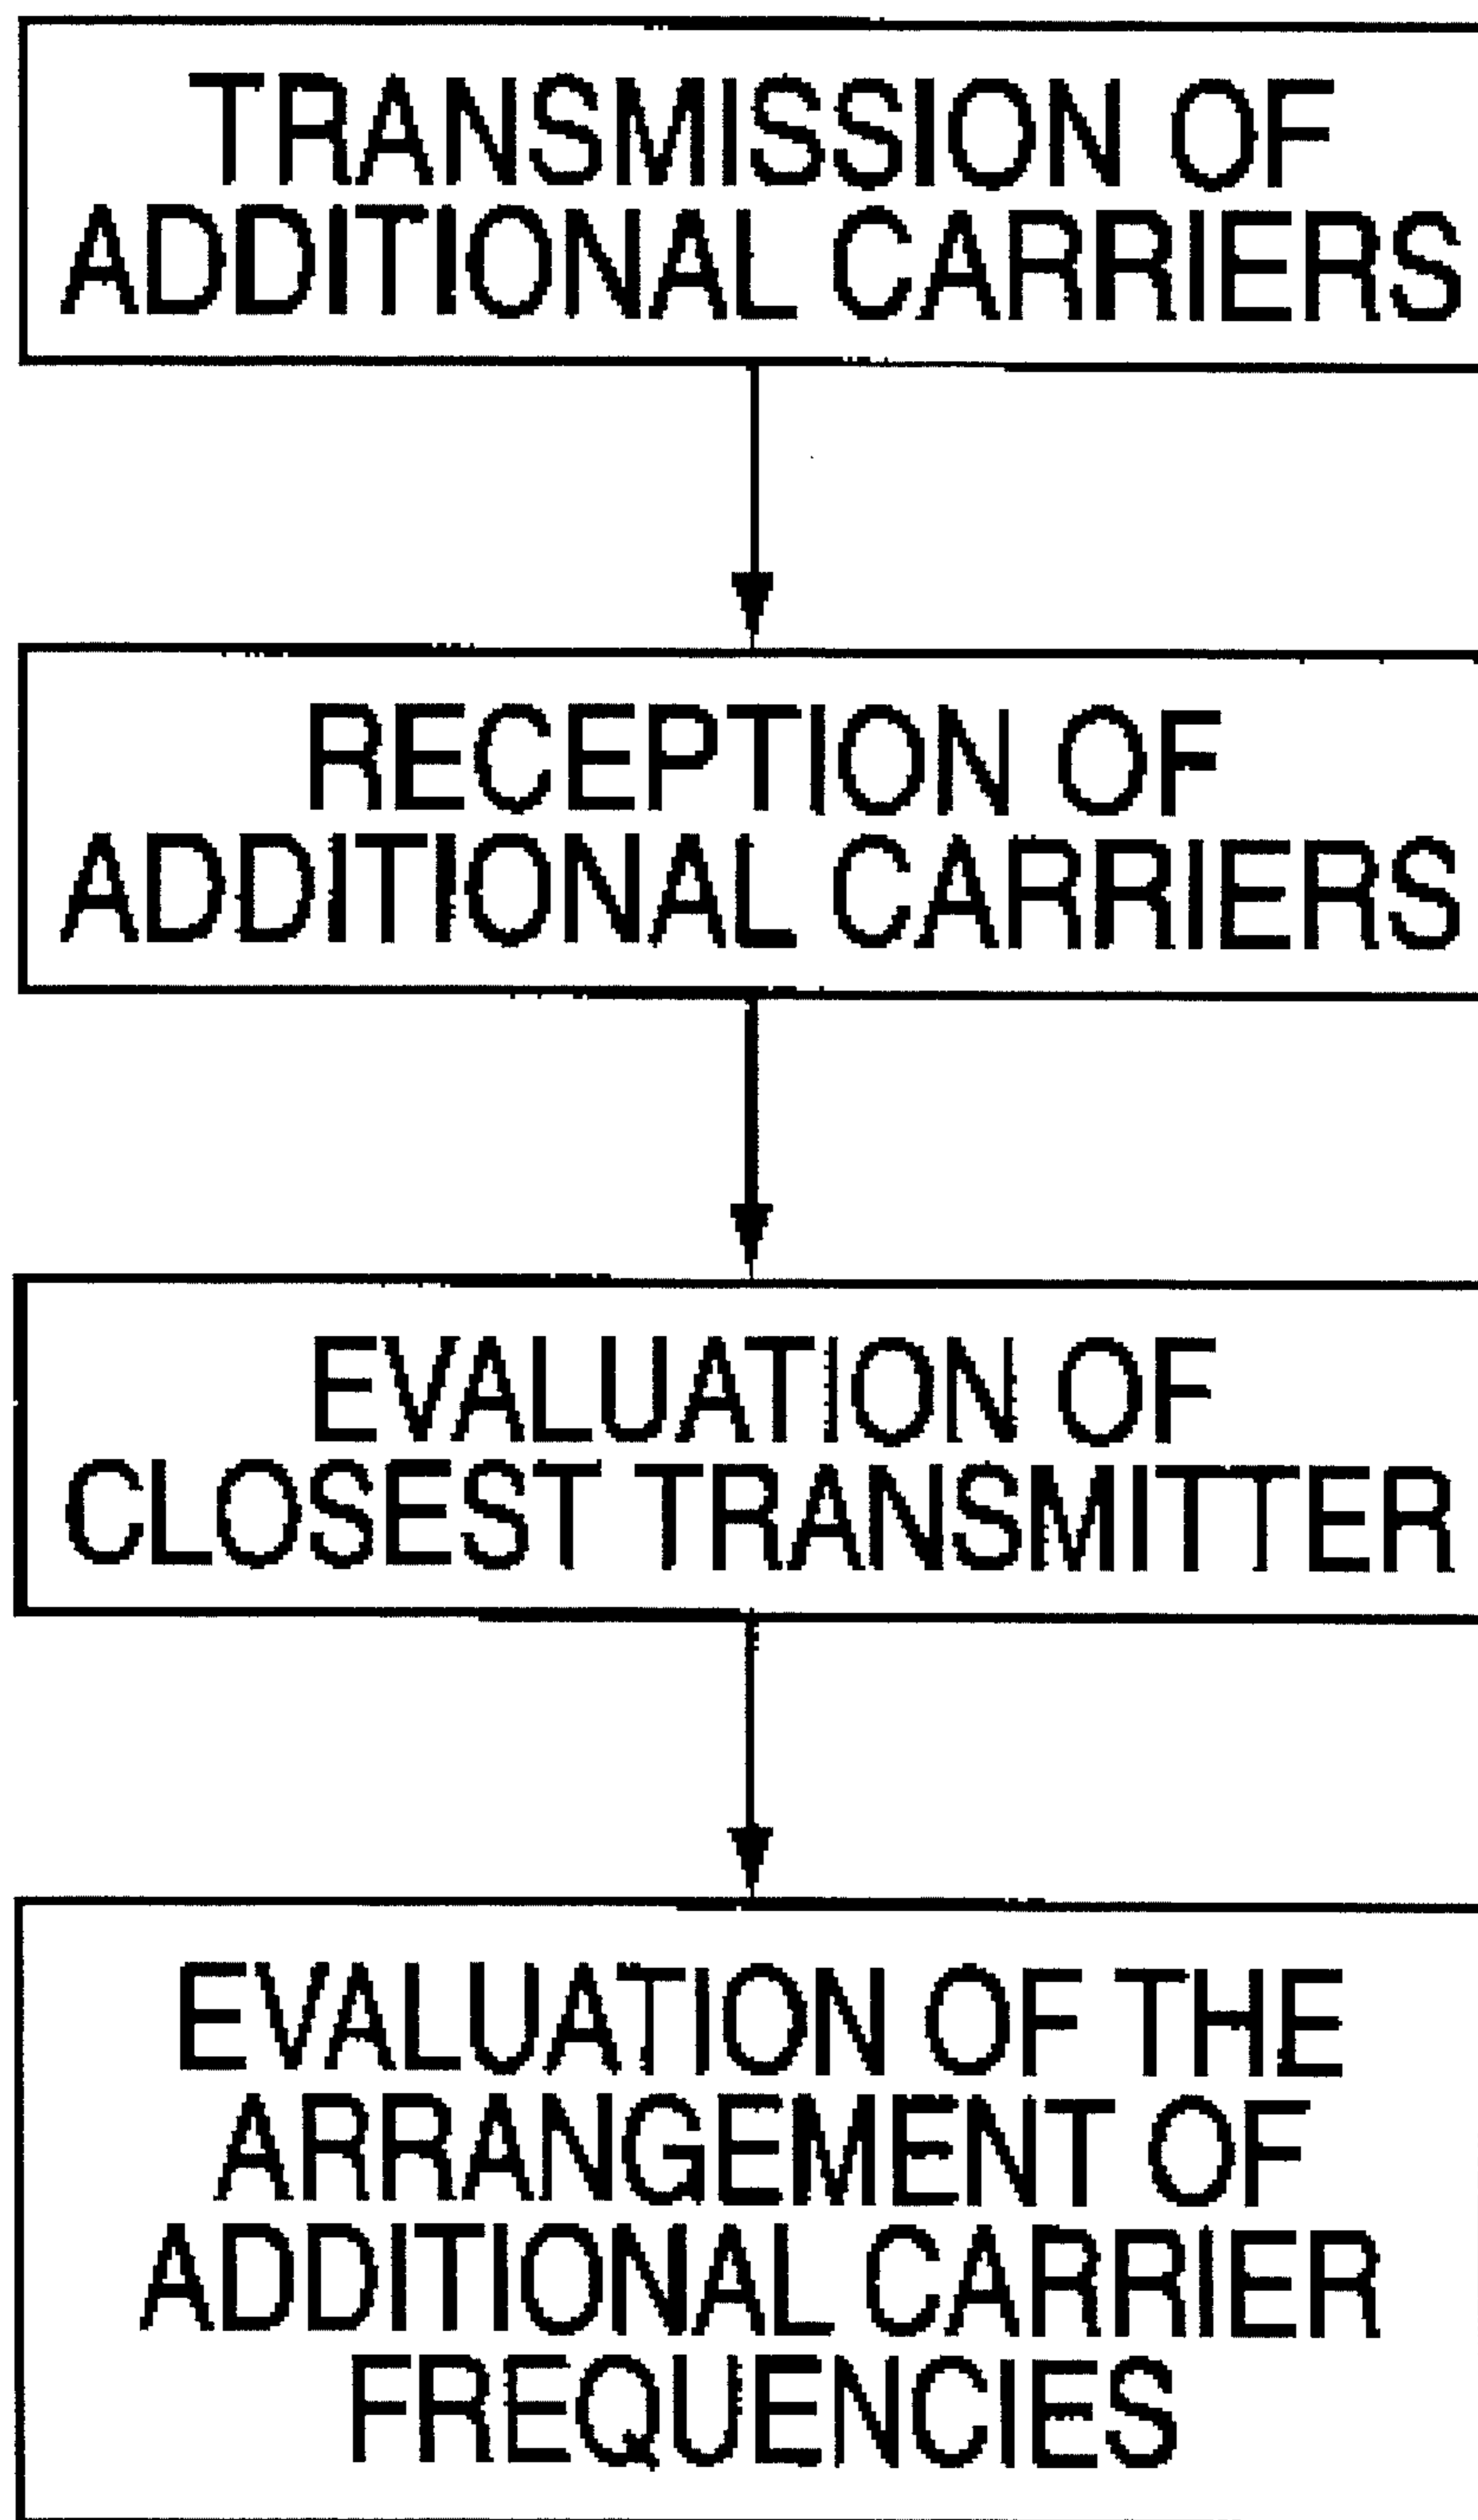 TRANSMISSION OF
ADDITIONAL CARRIERS
RECEPTION OF
ADDITIONAL CARRIERS
EVALUATION OF
CLOSEST TRANSMITTER
EVALUATION OF THE
ARRANGEMENT OF
ADDITIONAL CARRIER
FREQUENCIES